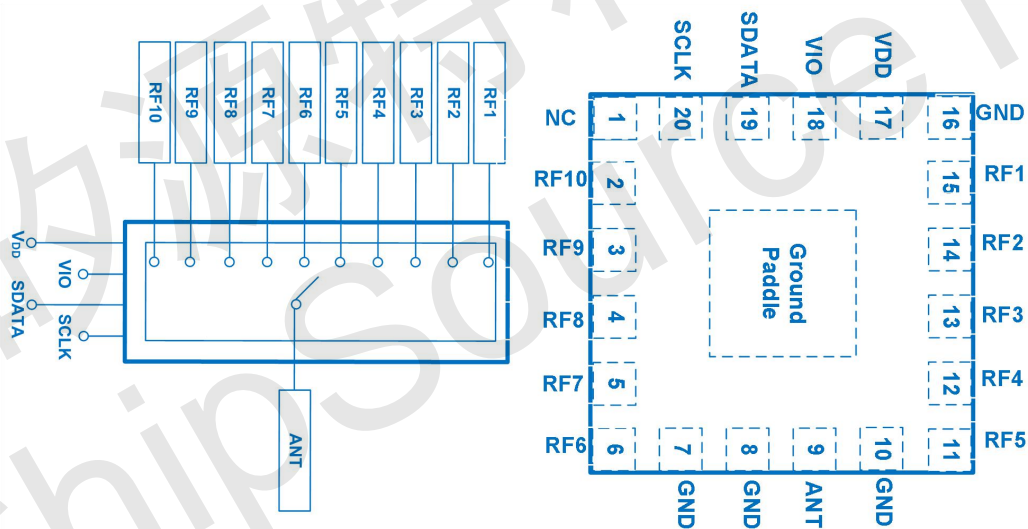 RF10
RF9
RF8
RF7
RF6
RF5
RF4
RF3
RF2
RF1
VDD
VIO
SDATA
SCLK
ANT
SCLK
SDATA
VIO
VDD
NC 1 20 19 18 17 16 GND
RF10 2 15 RF1
RF9 3 14 RF2
Ground
Paddle
RF8 4 13 RF3
RF7 5 12 RF4
RF6 6 7 8 9 10 11 RF5
GND
GND
ANT
GND
源特
ChipSource